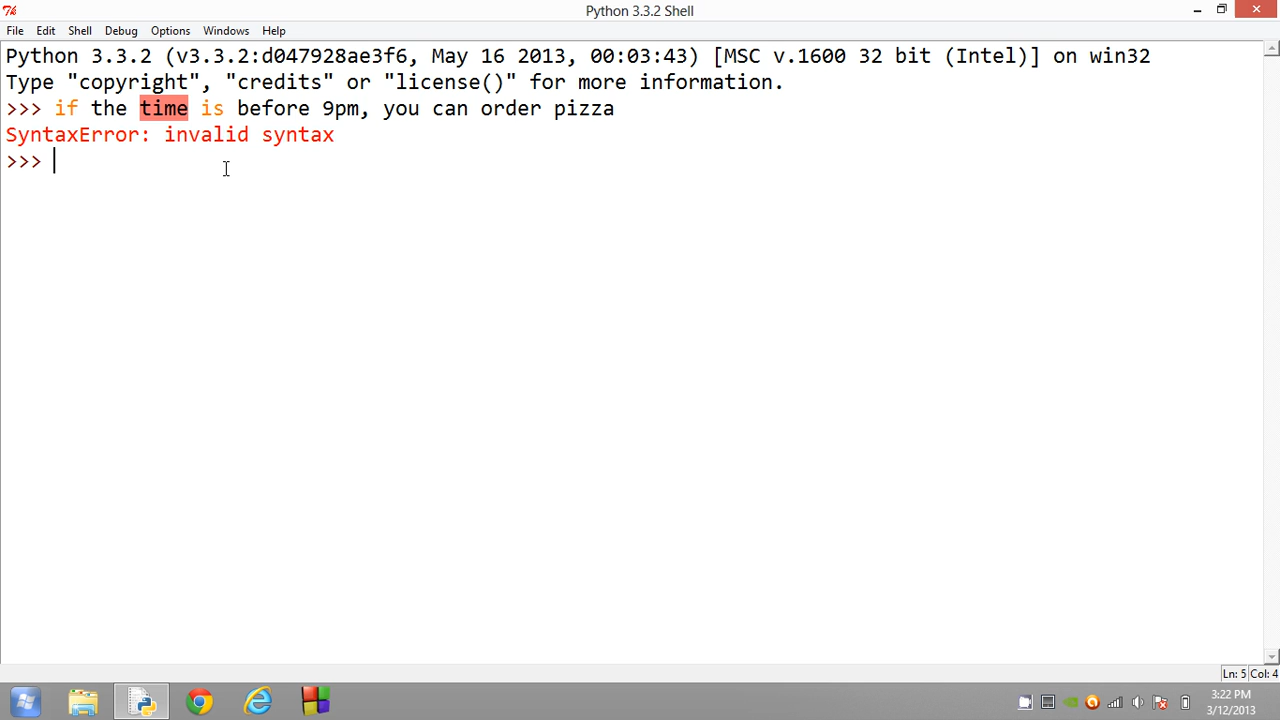 Python 3.3.2 Shell
File Edit Shell Debug Options Windows Help
Python 3.3.2 (v3.3.2:d047928ae3f6, May 16 2013, 00:03:43) [MSC v.1600 32 bit (Intel)] on win32
Type "copyright", "credits" or "license()" for more information.
>>> if the time is before 9pm, you can order pizza
SyntaxError: invalid syntax
>>>
Ln: 5 Col: 4
3:22 PM
3/12/2013